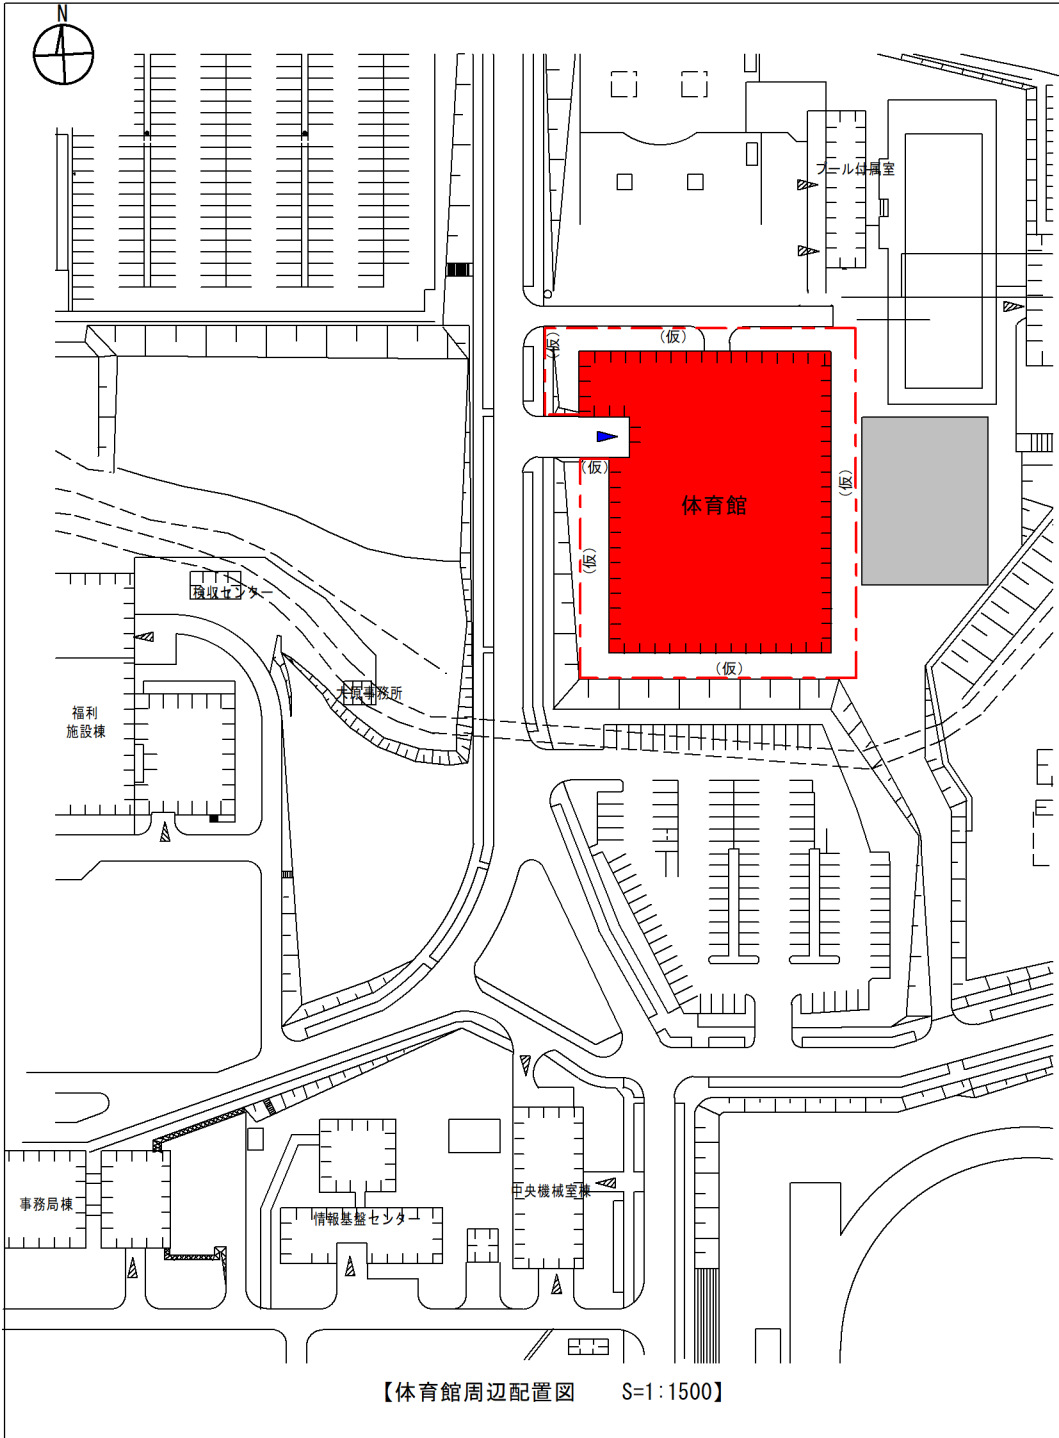 N
プール付属室
(仮)
(仮)
(仮)
(仮)
体育館
(仮)
検収センター
大原事務所
(仮)
福利
施設棟
中央機械室棟
事務局棟
情報基盤センター
【体育館周辺配置図 S=1:1500】